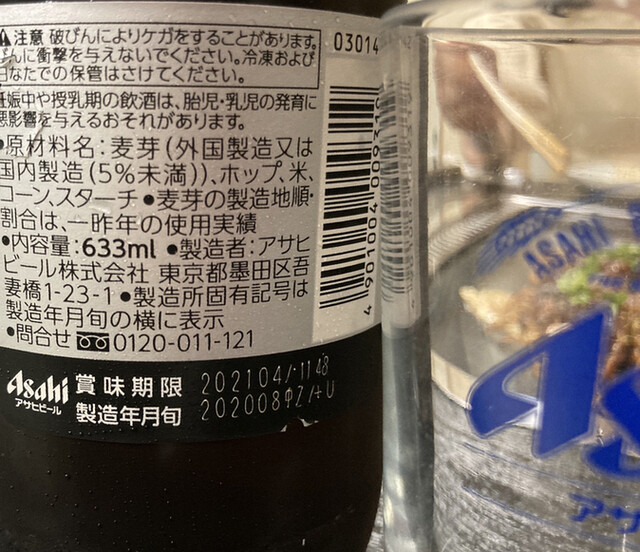 注意 破びんによりケガをすることがあります。
びんに衝撃を与えないでください。冷凍および
日なたでの保管はさけてください。
妊娠中や授乳期の飲酒は、胎児・乳児の発育に
悪影響を与えるおそれがあります。
●原材料名：麦芽（外国製造又は
国内製造（5%未満））、ホップ、米、
コーン、スターチ ●麦芽の製造地順・
割合は、一昨年の使用実績
●内容量：633ml ●製造者：アサヒ
ビール株式会社 東京都墨田区吾
妻橋1-23-1 ●製造所固有記号は
製造年月旬の横に表示
●問合せ 0120-011-121
03014
4 901004 009319
Asahi
アサヒビール
賞味期限 202104
製造年月旬 202008
ASAHI
As
アサ